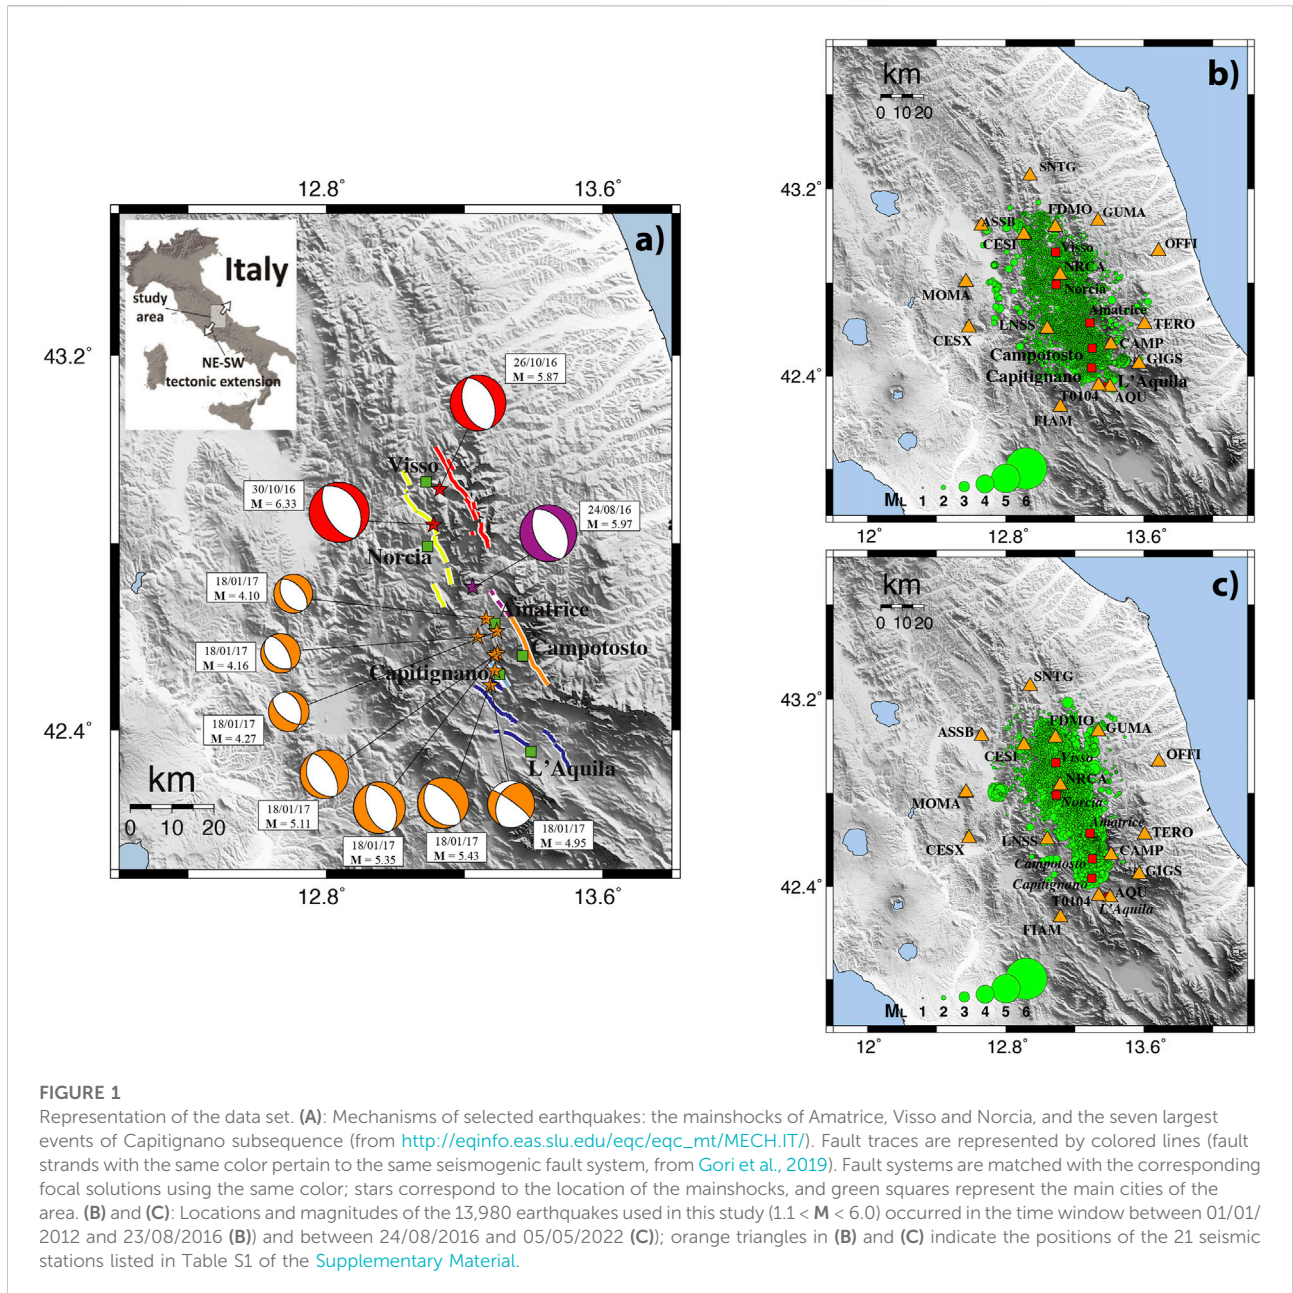 12.8°
13.6°
a)
Italy
study
area
NE-SW
tectonic extension
43.2°
42.4°
26/10/16
M = 5.87
Visso
30/10/16
M = 6.33
24/08/16
M = 5.97
Norcia
18/01/17
M = 4.10
Amatrice
18/01/17
M = 4.16
Campotosto
Capitignano
18/01/17
M = 4.27
L'Aquila
km
0 10 20
18/01/17
M = 5.11
18/01/17
M = 5.35
18/01/17
M = 5.43
18/01/17
M = 4.95
12.8°
13.6°
b)
km
0 10 20
43.2°
42.4°
SNTG
ASSB
FDMO
GUMA
CESI
OFFI
Visso
NRCA
MOMA
Norcia
Amatrice
LNSS
TERO
CESX
CAMP
Campotosto
GIGS
Capitignano
L'Aquila
T0104
AQU
FIAM
ML 1 2 3 4 5 6
12°
12.8°
13.6°
c)
km
0 10 20
43.2°
42.4°
SNTG
ASSB
FDMO
GUMA
CESI
OFFI
Visso
NRCA
MOMA
Norcia
Amatrice
LNSS
TERO
CESX
CAMP
Campotosto
GIGS
Capitignano
AQU
T0104
L'Aquila
FIAM
ML 1 2 3 4 5 6
12°
12.8°
13.6°
FIGURE 1
Representation of the data set. (A): Mechanisms of selected earthquakes: the mainshocks of Amatrice, Visso and Norcia, and the seven largest
events of Capitignano subsequence (from http://eqinfo.eas.slu.edu/eqc/eqc_mt/MECH.IT/). Fault traces are represented by colored lines (fault
strands with the same color pertain to the same seismogenic fault system, from Gori et al., 2019). Fault systems are matched with the corresponding
focal solutions using the same color; stars correspond to the location of the mainshocks, and green squares represent the main cities of the
area. (B) and (C): Locations and magnitudes of the 13,980 earthquakes used in this study (1.1 < M < 6.0) occurred in the time window between 01/01/
2012 and 23/08/2016 (B)) and between 24/08/2016 and 05/05/2022 (C)); orange triangles in (B) and (C) indicate the positions of the 21 seismic
stations listed in Table S1 of the Supplementary Material.